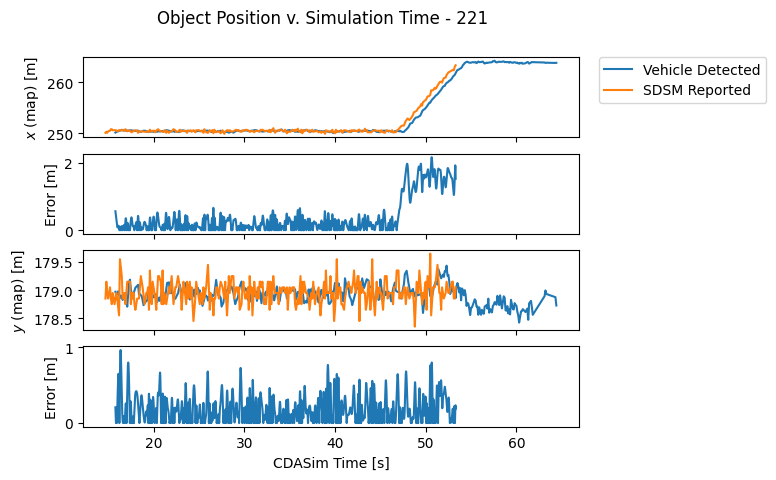 Object Position v. Simulation Time - 221
x (map) [m]
260
250
Vehicle Detected
SDSM Reported
Error [m]
2
0
y (map) [m]
179.5
179.0
178.5
Error [m]
1
0
20 30 40 50 60
CDASim Time [s]